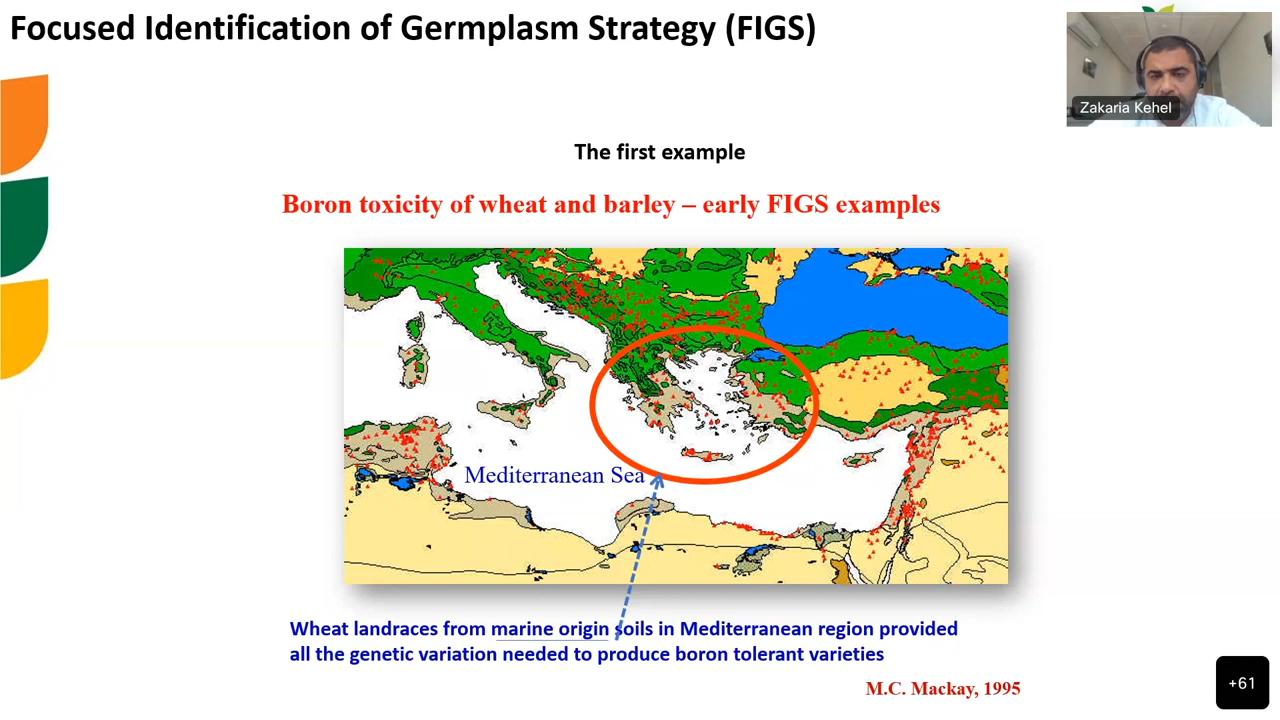 Focused Identification of Germplasm Strategy (FIGS)
Zakaria Kehel
The first example
Boron toxicity of wheat and barley – early FIGS examples
Mediterranean Sea
Wheat landraces from marine origin soils in Mediterranean region provided
all the genetic variation needed to produce boron tolerant varieties
M.C. Mackay, 1995
+61